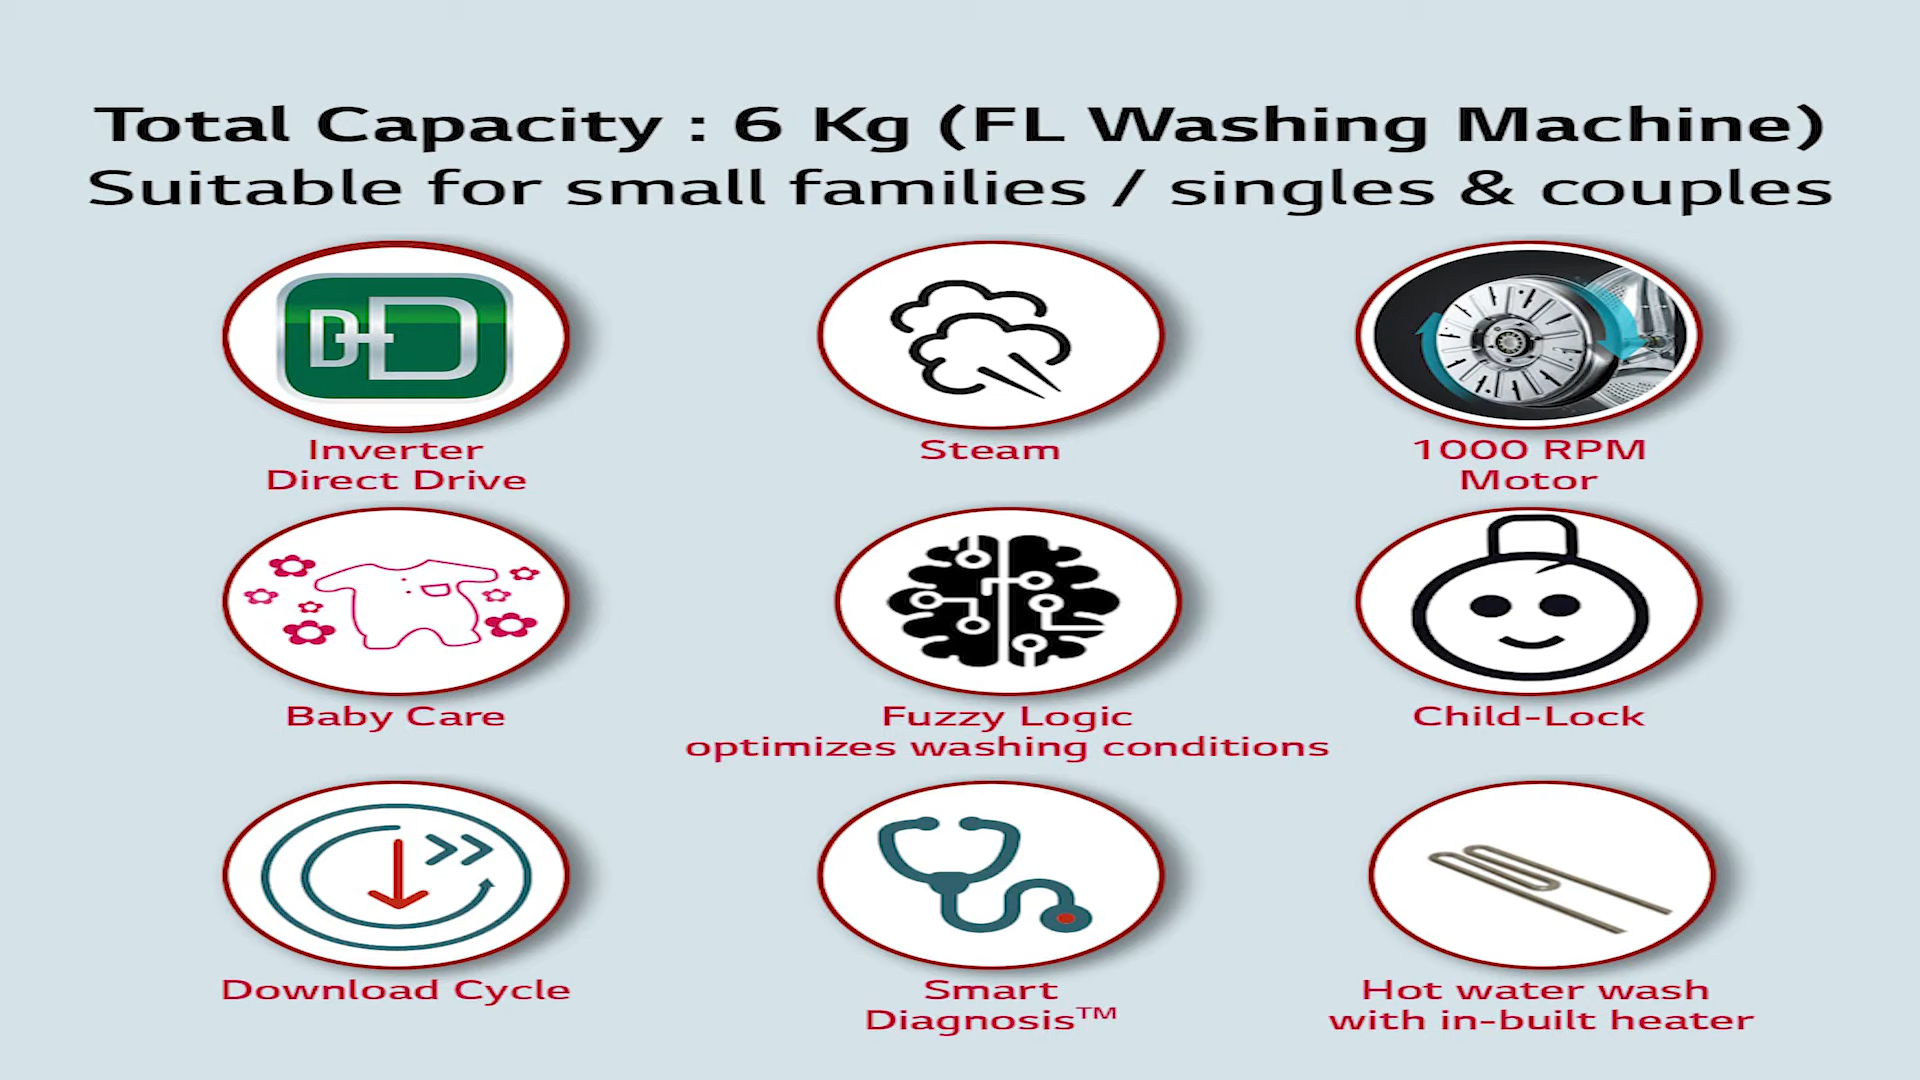 Total Capacity : 6 Kg (FL Washing Machine)
Suitable for small families / singles & couples
DD
Inverter
Direct Drive
Steam
1000 RPM
Motor
Baby Care
Fuzzy Logic
optimizes washing conditions
Child-Lock
Download Cycle
Smart
Diagnosis™
Hot water wash
with in-built heater